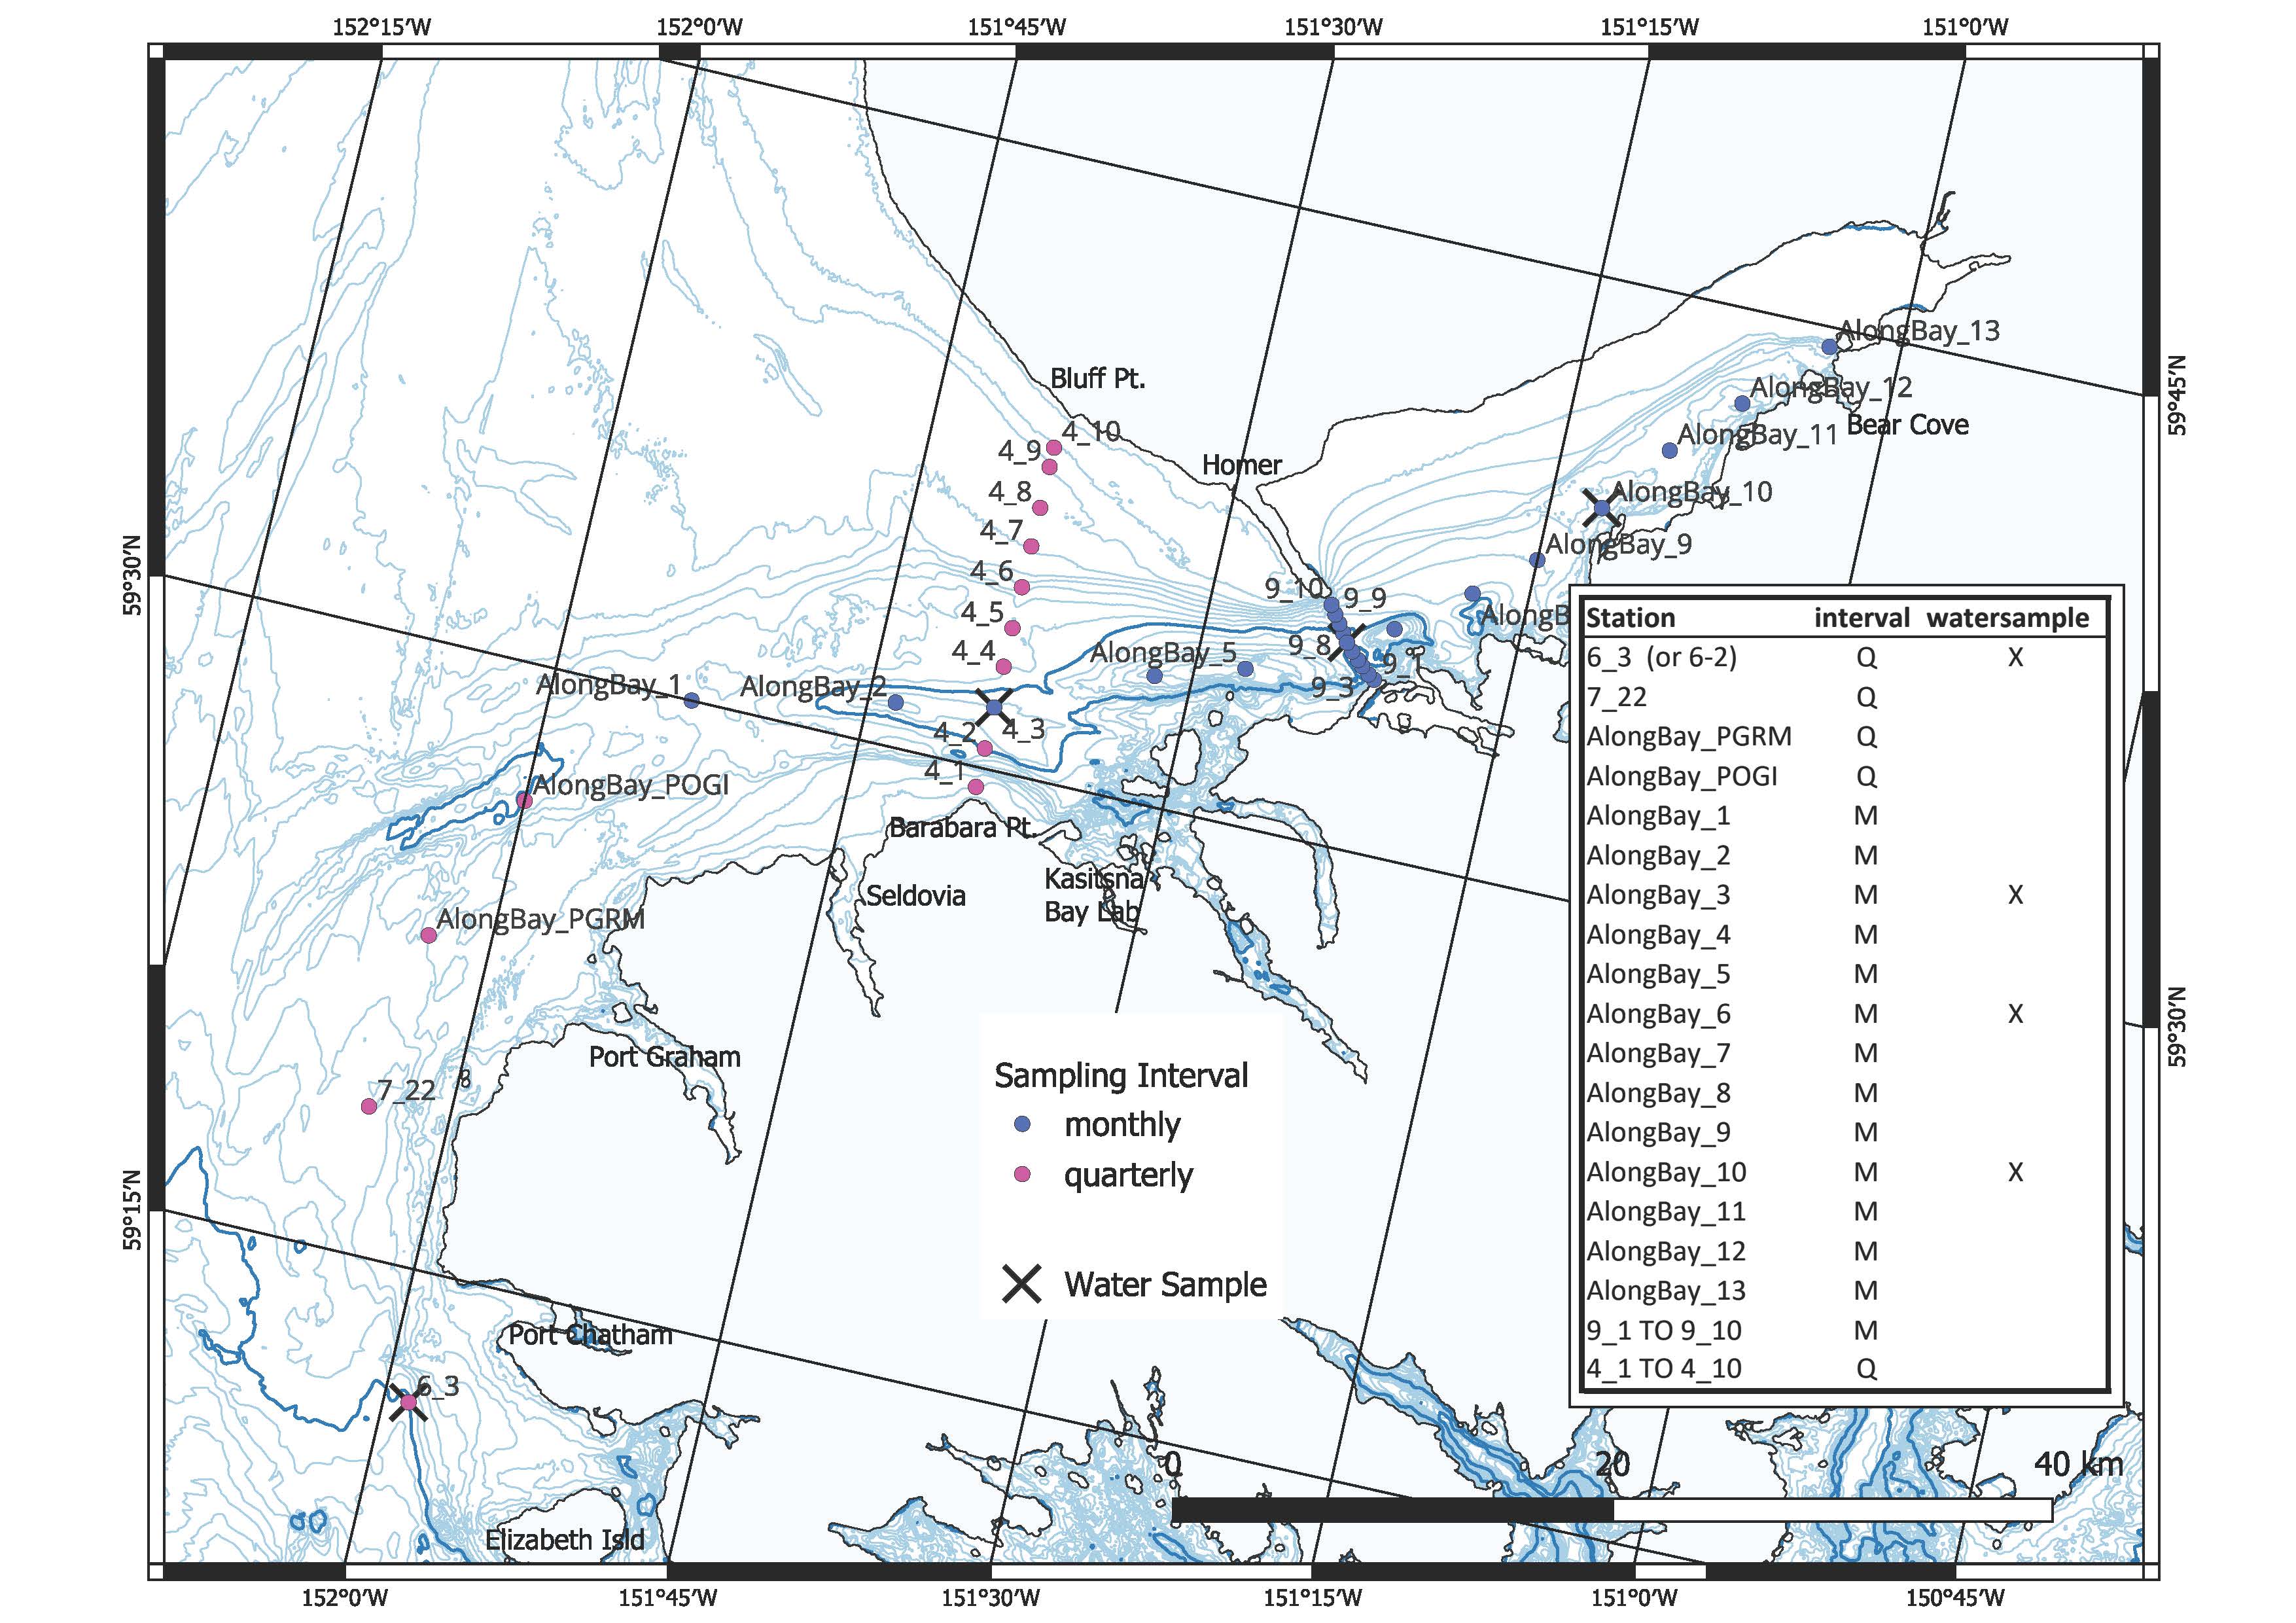 152°15′W 152°0′W 151°45′W 151°30′W 151°15′W 151°0′W
59°45′N
59°30′N
59°30′N
59°15′N
AlongBay_13
Bluff Pt.
AlongBay_12
Bear Cove
4_10
AlongBay_11
4_9
Homer
4_8
AlongBay_10
4_7
AlongBay_9
4_6
9_10 9_9
4_5
AlongB
4_4
AlongBay_5
9_8
9_1
AlongBay_1
AlongBay_2
9_3
4_2 4_3
4_1
AlongBay_POGI
Barabara Pt.
Kasitsna
Bay Lab
Seldovia
AlongBay_PGRM
Port Graham
7_22
Port Chatham
6_3
Elizabeth Isld
Sampling Interval
monthly
quarterly
Water Sample
Station interval watersample
6_3 (or 6-2) Q X
7_22 Q
AlongBay_PGRM Q
AlongBay_POGI Q
AlongBay_1 M
AlongBay_2 M
AlongBay_3 M X
AlongBay_4 M
AlongBay_5 M
AlongBay_6 M X
AlongBay_7 M
AlongBay_8 M
AlongBay_9 M
AlongBay_10 M X
AlongBay_11 M
AlongBay_12 M
AlongBay_13 M
9_1 TO 9_10 M
4_1 TO 4_10 Q
0 20 40 km
152°0′W 151°45′W 151°30′W 151°15′W 151°0′W 150°45′W